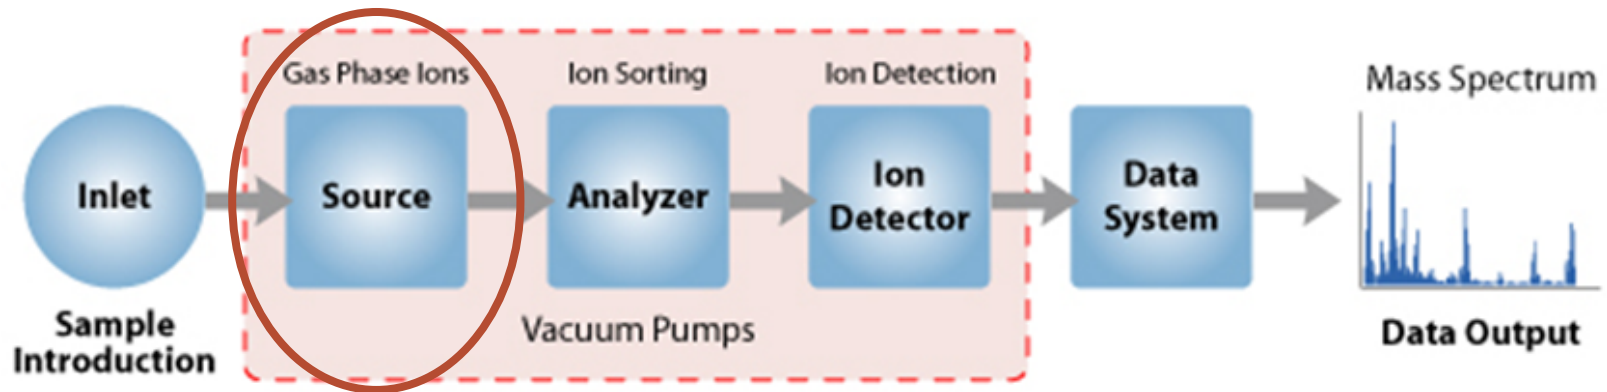 Gas Phase Ions
Ion Sorting
Ion Detection
Mass Spectrum
Inlet
Source
Analyzer
Ion
Detector
Data
System
Sample
Introduction
Vacuum Pumps
Data Output